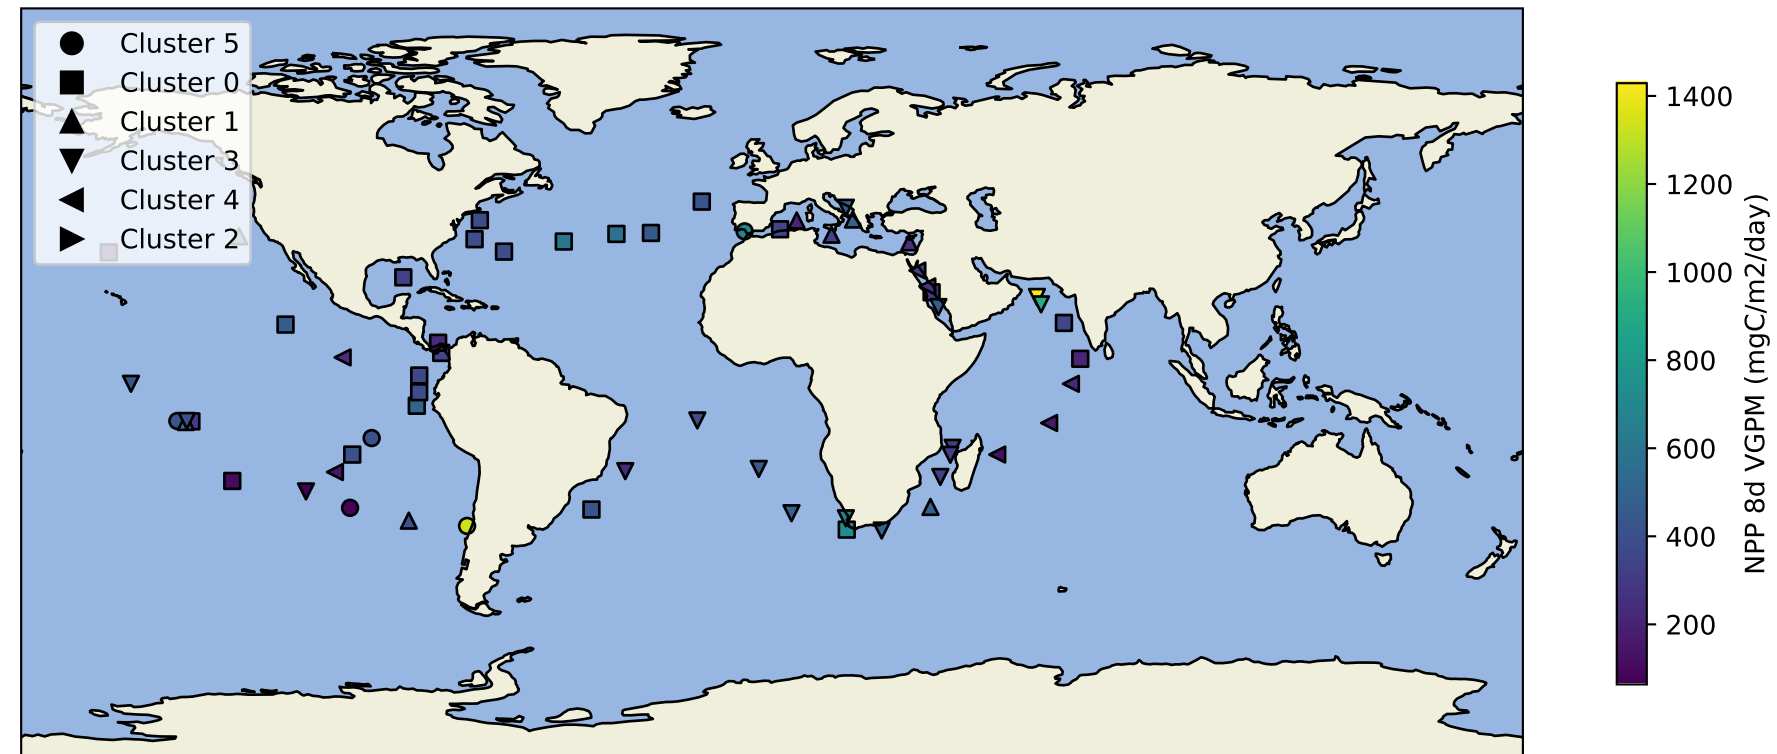 Cluster 5
Cluster 0
Cluster 1
Cluster 3
Cluster 4
Cluster 2
1400
1200
1000
800
600
400
200
NPP 8d VGPM (mgC/m2/day)